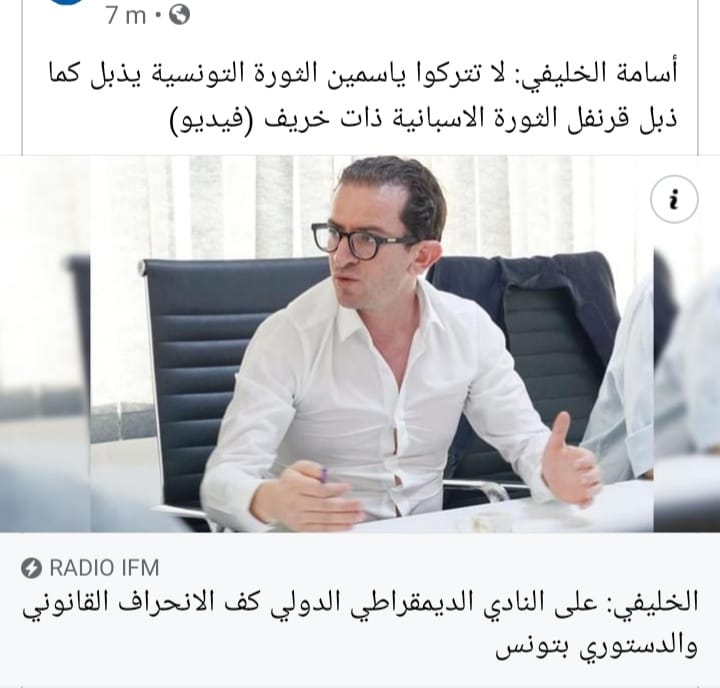 7 m •
أسامة الخليفي: لا تتركوا ياسمين الثورة التونسية يذبل كما
ذبل قرنفل الثورة الاسبانية ذات خريف (فيديو)
i
RADIO IFM
الخليفي: على النادي الديمقراطي الدولي كف الانحراف القانوني
والدستوري بتونس